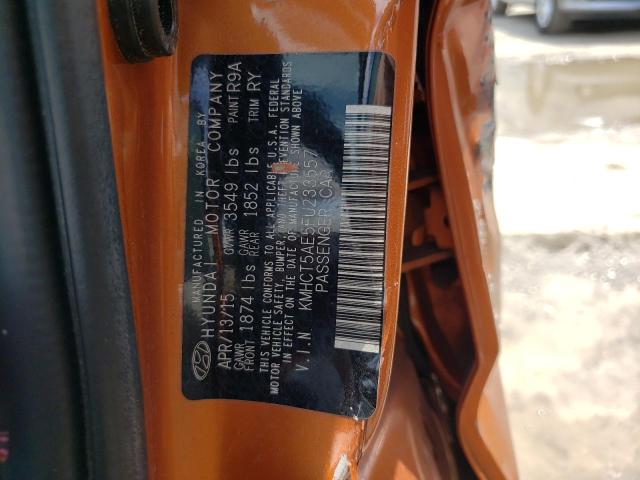 MANUFACTURED IN KOREA BY
HYUNDAI MOTOR COMPANY
APR/13/15 GVWR 3549 lbs PAINT R9A
GAWR FRONT 1874 lbs GAWR REAR 1852 lbs TRIM RY
THIS VEHICLE CONFORMS TO ALL APPLICABLE U.S.A. FEDERAL
MOTOR VEHICLE SAFETY, BUMPER, AND THEFT PREVENTION STANDARDS
IN EFFECT ON THE DATE OF MANUFACTURE SHOWN ABOVE
V.I.N KMHCT5AE5FU233557
PASSENGER CAR